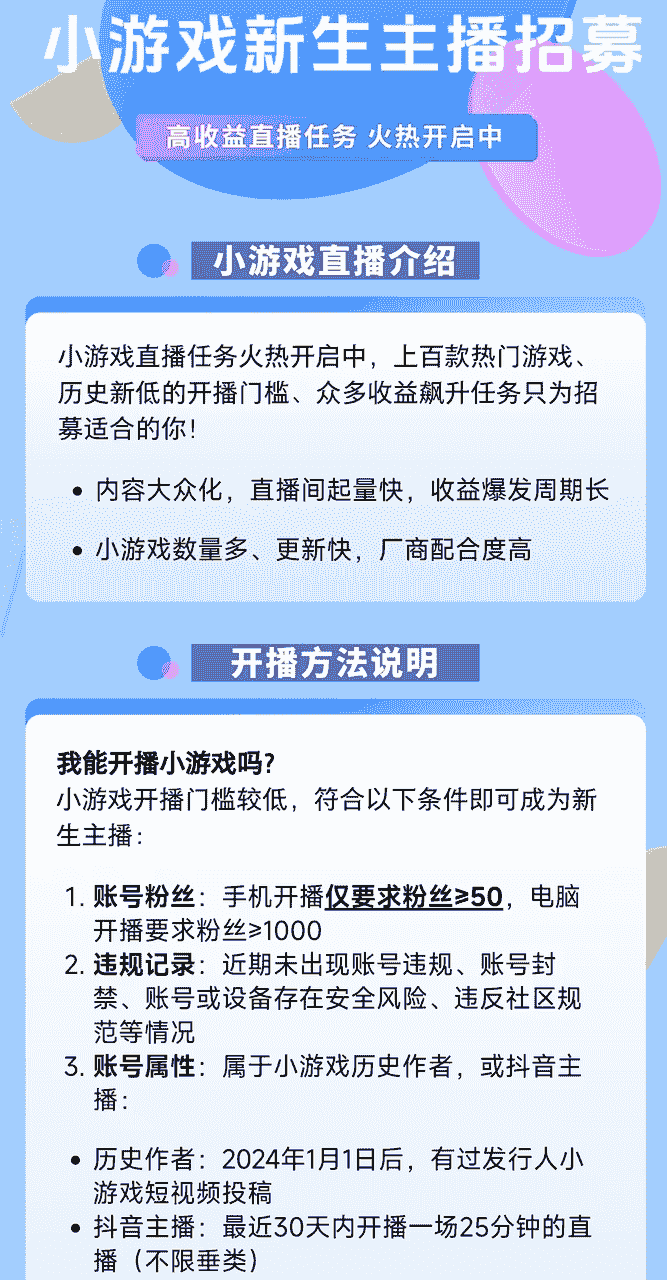 小游戏新生主播招募
高收益直播任务 火热开启中
小游戏直播介绍
小游戏直播任务火热开启中，上百款热门游戏、
历史新低的开播门槛、众多收益飙升任务只为招
募适合的你！
• 内容大众化，直播间起量快，收益爆发周期长
• 小游戏数量多、更新快，厂商配合度高
开播方法说明
我能开播小游戏吗?
小游戏开播门槛较低，符合以下条件即可成为新
生主播：
1. 账号粉丝：手机开播仅要求粉丝≥50，电脑
开播要求粉丝≥1000
2. 违规记录：近期未出现账号违规、账号封
禁、账号或设备存在安全风险、违反社区规
范等情况
3. 账号属性：属于小游戏历史作者，或抖音主
播：
• 历史作者：2024年1月1日后，有过发行人小
游戏短视频投稿
• 抖音主播：最近30天内开播一场25分钟的直
播（不限垂类）